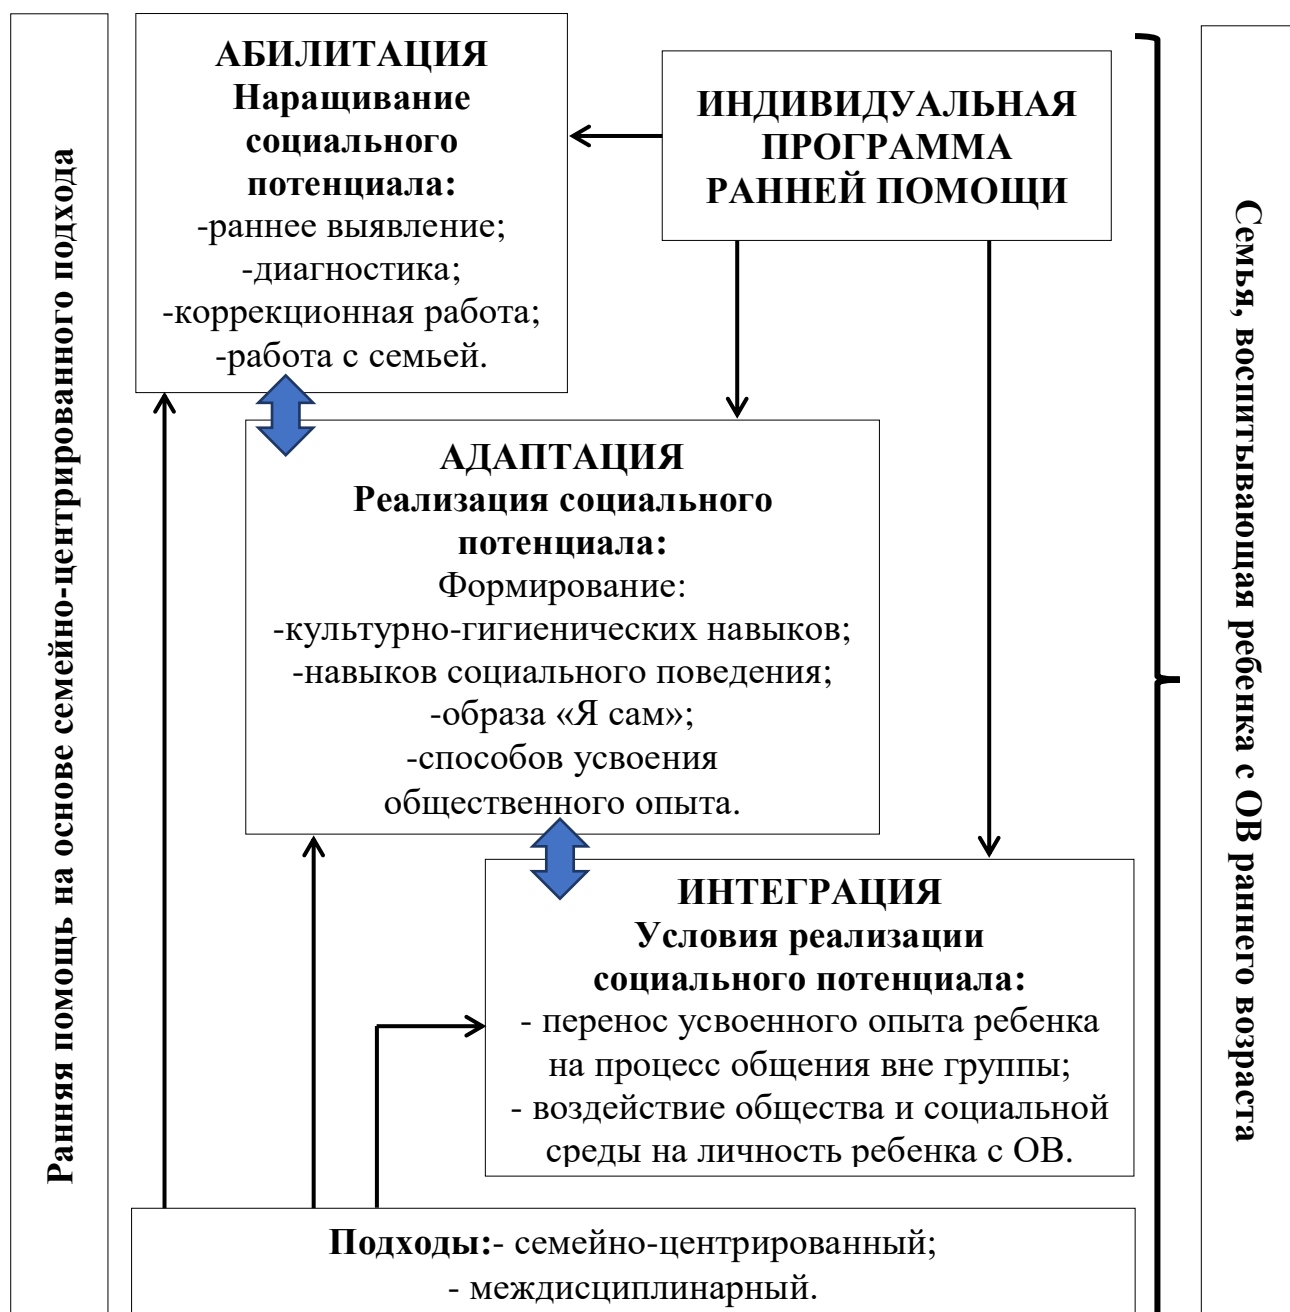 Ранняя помощь на основе семейно-центрированного подхода
АБИЛИТАЦИЯ
Наращивание
социального
потенциала:
-раннее выявление;
-диагностика;
-коррекционная работа;
-работа с семьей.
ИНДИВИДУАЛЬНАЯ
ПРОГРАММА
РАННЕЙ ПОМОЩИ
АДАПТАЦИЯ
Реализация социального
потенциала:
Формирование:
-культурно-гигиенических навыков;
-навыков социального поведения;
-образа «Я сам»;
-способов усвоения
общественного опыта.
ИНТЕГРАЦИЯ
Условия реализации
социального потенциала:
- перенос усвоенного опыта ребенка
на процесс общения вне группы;
- воздействие общества и социальной
среды на личность ребенка с ОВ.
Подходы:- семейно-центрированный;
- междисциплинарный.
Семья, воспитывающая ребенка с ОВ раннего возраста